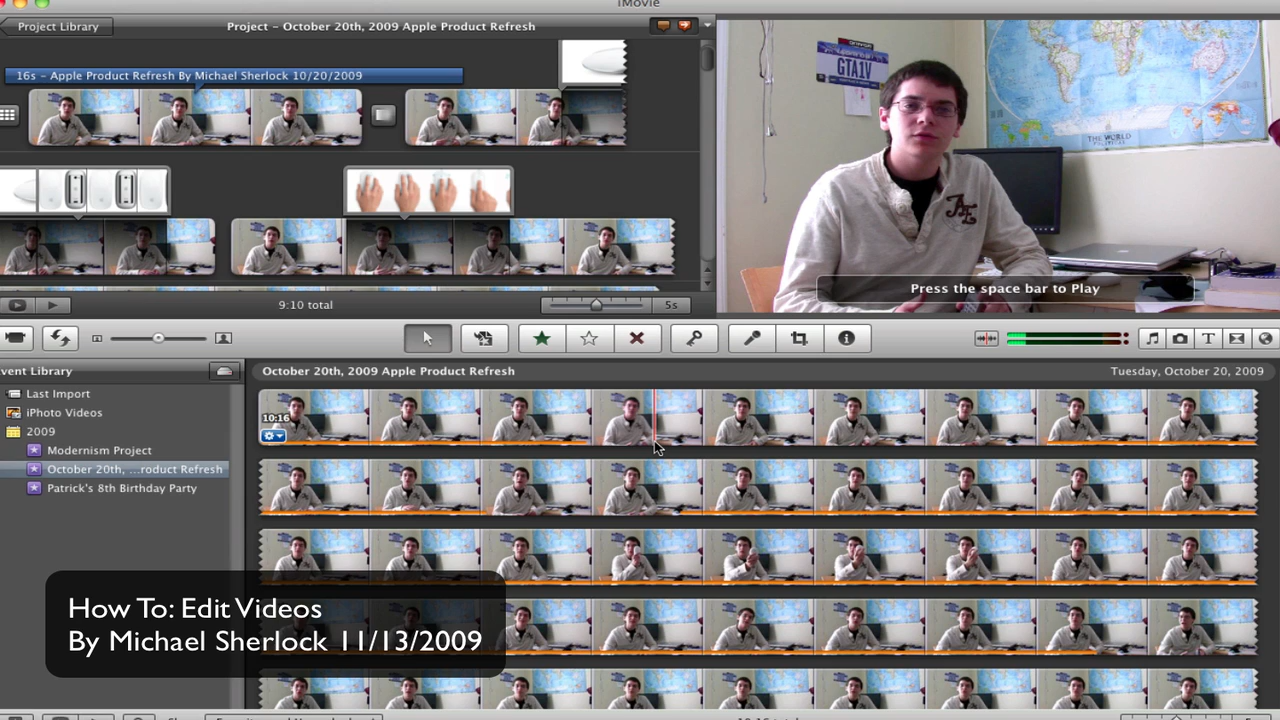 iMovie
Project Library
Project – October 20th, 2009 Apple Product Refresh
16s – Apple Product Refresh By Michael Sherlock 10/20/2009
GTA1V
THE WORLD
Press the space bar to Play
9:10 total
5s
vent Library
October 20th, 2009 Apple Product Refresh
Tuesday, October 20, 2009
Last Import
iPhoto Videos
2009
Modernism Project
October 20th, ...roduct Refresh
Patrick's 8th Birthday Party
10:16
How To: Edit Videos
By Michael Sherlock 11/13/2009